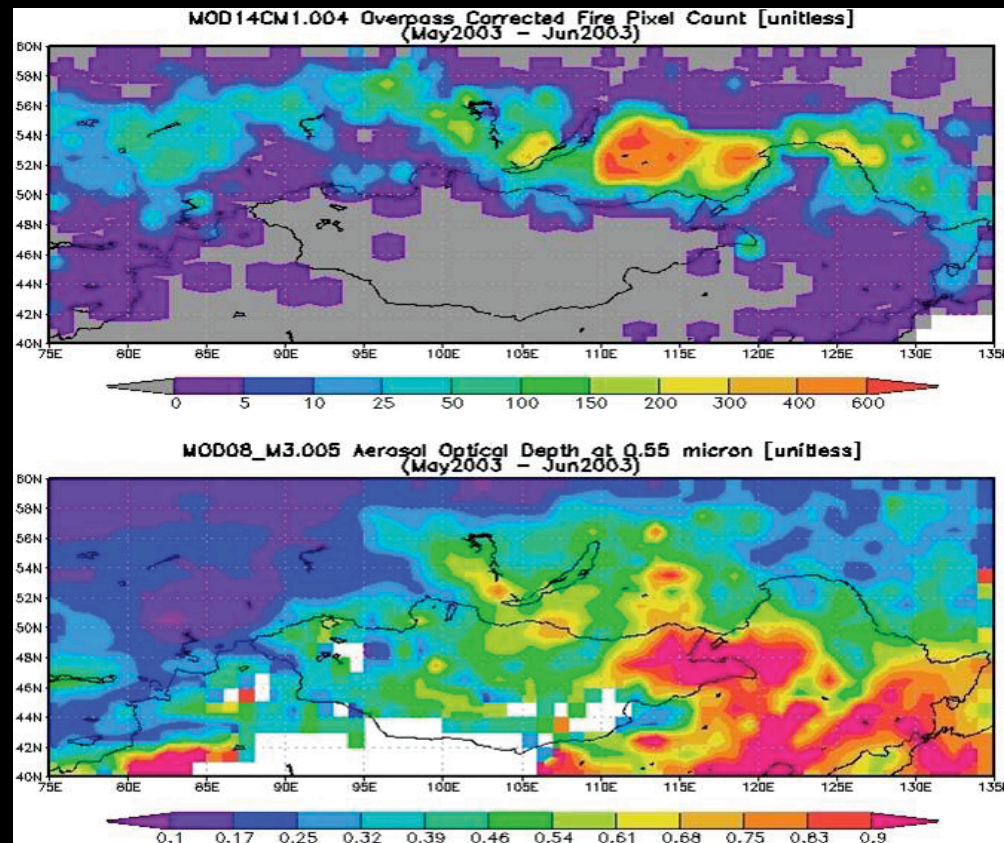 MOD14CM1.004 Overpass Corrected Fire Pixel Count [unitless]
(May2003 - Jun2003)
60N
58N
56N
54N
52N
50N
48N
46N
44N
42N
40N
75E 80E 85E 90E 95E 100E 105E 110E 115E 120E 125E 130E 135E
0 5 10 25 50 100 150 200 300 400 600
MOD08_M3.005 Aerosol Optical Depth at 0.55 micron [unitless]
(May2003 - Jun2003)
60N
58N
56N
54N
52N
50N
48N
46N
44N
42N
40N
75E 80E 85E 90E 95E 100E 105E 110E 115E 120E 125E 130E 135E
0.1 0.17 0.25 0.32 0.39 0.46 0.54 0.61 0.68 0.75 0.83 0.9